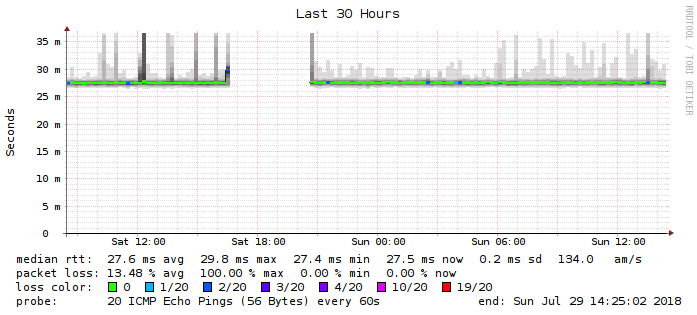 Last 30 Hours
RRDTOOL / TOBI OETIKER
Seconds
35 m
30 m
25 m
20 m
15 m
10 m
5 m
0
Sat 12:00 Sat 18:00 Sun 00:00 Sun 06:00 Sun 12:00
median rtt: 27.6 ms avg 29.8 ms max 27.4 ms min 27.5 ms now 0.2 ms sd 134.0 am/s
packet loss: 13.48 % avg 100.00 % max 0.00 % min 0.00 % now
loss color: 0 1/20 2/20 3/20 4/20 10/20 19/20
probe: 20 ICMP Echo Pings (56 Bytes) every 60s end: Sun Jul 29 14:25:02 2018